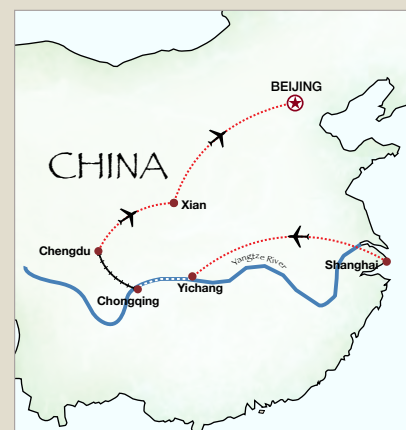 BEIJING
CHINA
Xian
Chengdu
Yangtze River
Shanghai
Yichang
Chongqing